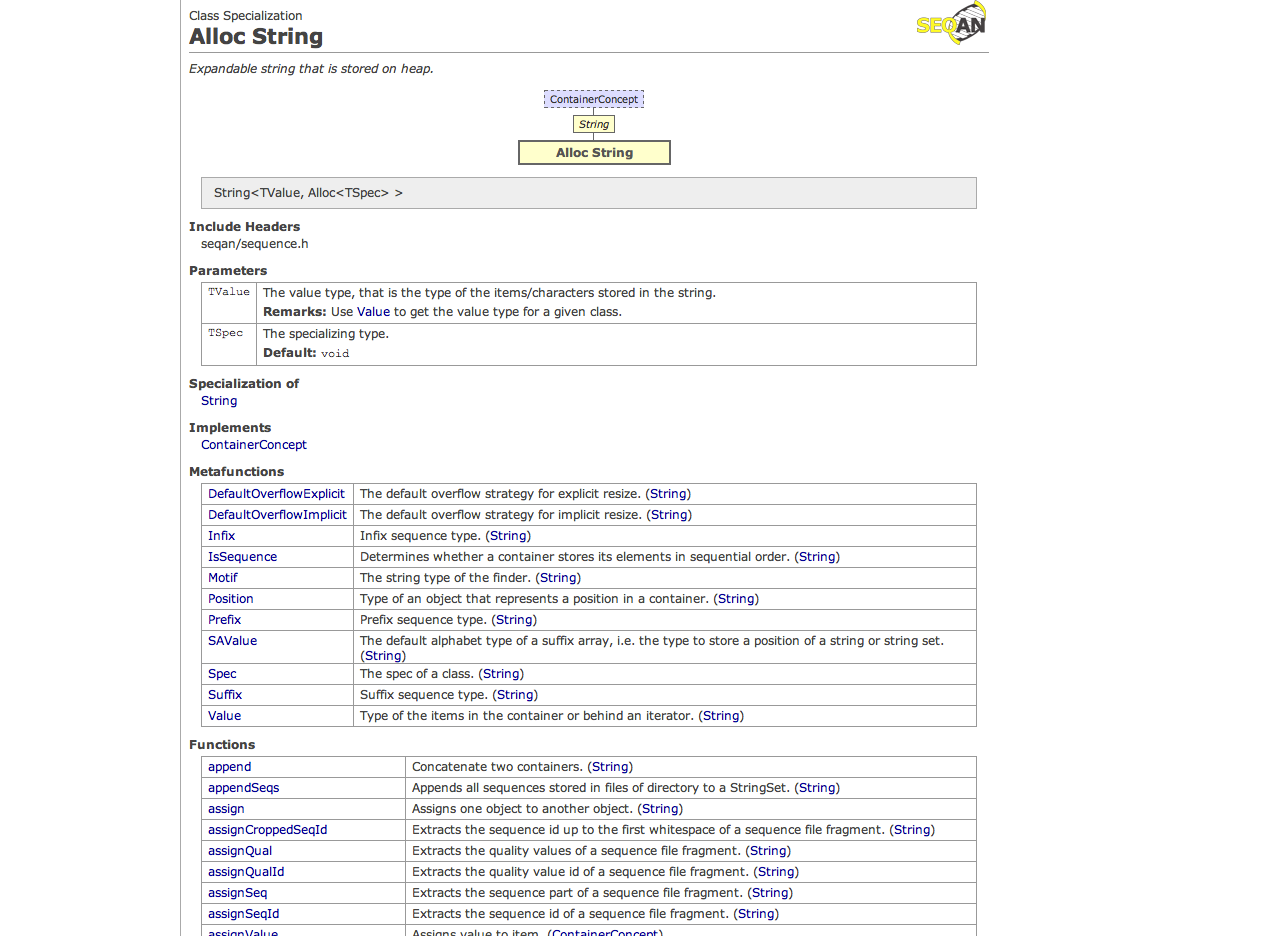 Class Specialization
Alloc String
SEQAN
Expandable string that is stored on heap.
ContainerConcept
String
Alloc String
String<TValue, Alloc<TSpec> >
Include Headers
seqan/sequence.h
Parameters
TValue The value type, that is the type of the items/characters stored in the string.
Remarks: Use Value to get the value type for a given class.
TSpec The specializing type.
Default: void
Specialization of
String
Implements
ContainerConcept
Metafunctions
DefaultOverflowExplicit The default overflow strategy for explicit resize. (String)
DefaultOverflowImplicit The default overflow strategy for implicit resize. (String)
Infix Infix sequence type. (String)
IsSequence Determines whether a container stores its elements in sequential order. (String)
Motif The string type of the finder. (String)
Position Type of an object that represents a position in a container. (String)
Prefix Prefix sequence type. (String)
SAValue The default alphabet type of a suffix array, i.e. the type to store a position of a string or string set.
(String)
Spec The spec of a class. (String)
Suffix Suffix sequence type. (String)
Value Type of the items in the container or behind an iterator. (String)
Functions
append Concatenate two containers. (String)
appendSeqs Appends all sequences stored in files of directory to a StringSet. (String)
assign Assigns one object to another object. (String)
assignCroppedSeqId Extracts the sequence id up to the first whitespace of a sequence file fragment. (String)
assignQual Extracts the quality values of a sequence file fragment. (String)
assignQualId Extracts the quality value id of a sequence file fragment. (String)
assignSeq Extracts the sequence part of a sequence file fragment. (String)
assignSeqId Extracts the sequence id of a sequence file fragment. (String)
assignValue Assigns value to item. (ContainerConcept)